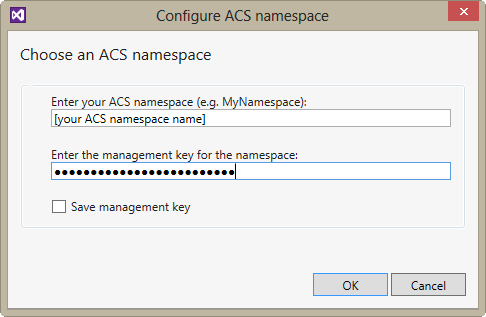 Configure ACS namespace
Choose an ACS namespace
Enter your ACS namespace (e.g. MyNamespace):
[your ACS namespace name]
Enter the management key for the namespace:
●●●●●●●●●●●●●●●●●●●●●●●●●
Save management key
OK
Cancel